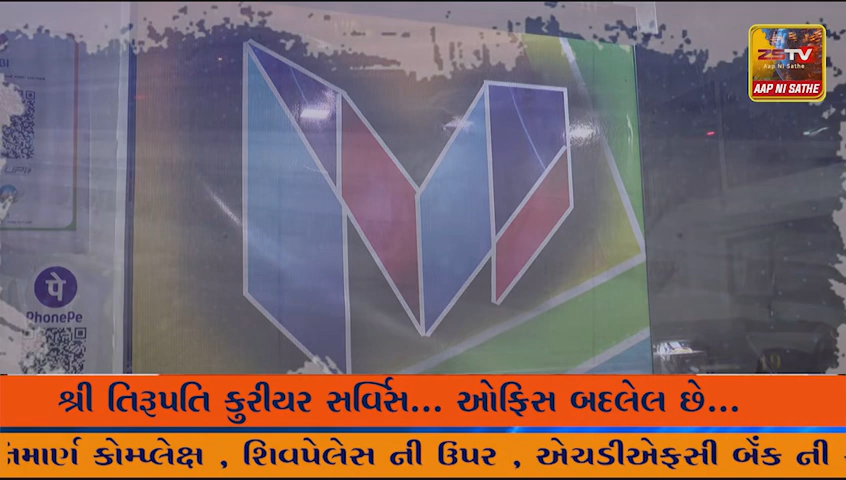 ZSTV
Aap Ni Sathe
AAP NI SATHE
UPI
પે
PhonePe
શ્રી તિરૂપતિ કુરીયર સર્વિસ... ઓફિસ બદલેલ છે...
કોમ્પ્લેક્ષ , શિવપેલેસ ની ઉપર , એચડીએફસી બેંક ની